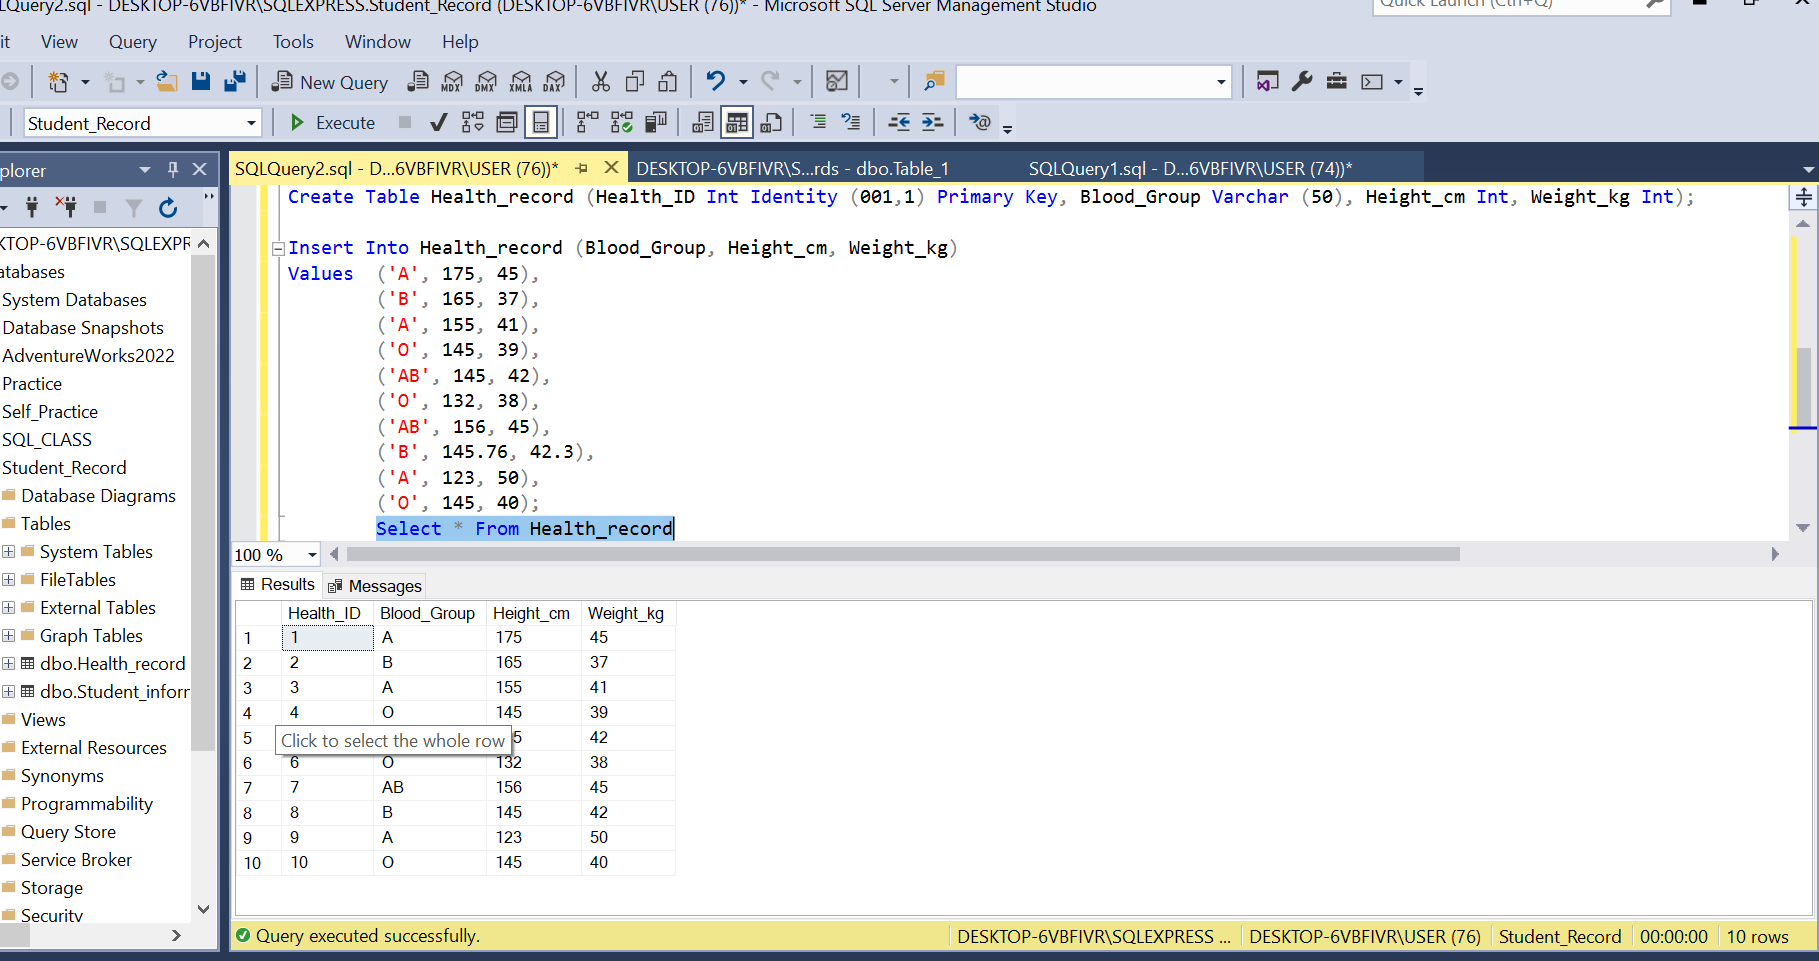 LQuery2.sql - DESKTOP-6VBFIVR\SQLEXPRESS.Student_Record (DESKTOP-6VBFIVR\USER (76))* - Microsoft SQL Server Management Studio
Quick Launch (Ctrl+Q)
it View Query Project Tools Window Help
New Query MDX DMX XMLA DAX
Student_Record Execute
plorer
SQLQuery2.sql - D...6VBFIVR\USER (76))* DESKTOP-6VBFIVR\S...rds - dbo.Table_1 SQLQuery1.sql - D...6VBFIVR\USER (74))*
KTOP-6VBFIVR\SQLEXPR
atabases
System Databases
Database Snapshots
AdventureWorks2022
Practice
Self_Practice
SQL_CLASS
Student_Record
Database Diagrams
Tables
System Tables
FileTables
External Tables
Graph Tables
dbo.Health_record
dbo.Student_inforr
Views
External Resources
Synonyms
Programmability
Query Store
Service Broker
Storage
Security
Create Table Health_record (Health_ID Int Identity (001,1) Primary Key, Blood_Group Varchar (50), Height_cm Int, Weight_kg Int);
Insert Into Health_record (Blood_Group, Height_cm, Weight_kg)
Values ('A', 175, 45),
('B', 165, 37),
('A', 155, 41),
('O', 145, 39),
('AB', 145, 42),
('O', 132, 38),
('AB', 156, 45),
('B', 145.76, 42.3),
('A', 123, 50),
('O', 145, 40);
Select * From Health_record
100 %
Results Messages
Health_ID Blood_Group Height_cm Weight_kg
1 1 A 175 45
2 2 B 165 37
3 3 A 155 41
4 4 O 145 39
5 Click to select the whole row 5 42
6 6 O 132 38
7 7 AB 156 45
8 8 B 145 42
9 9 A 123 50
10 10 O 145 40
Query executed successfully. DESKTOP-6VBFIVR\SQLEXPRESS ... DESKTOP-6VBFIVR\USER (76) Student_Record 00:00:00 10 rows